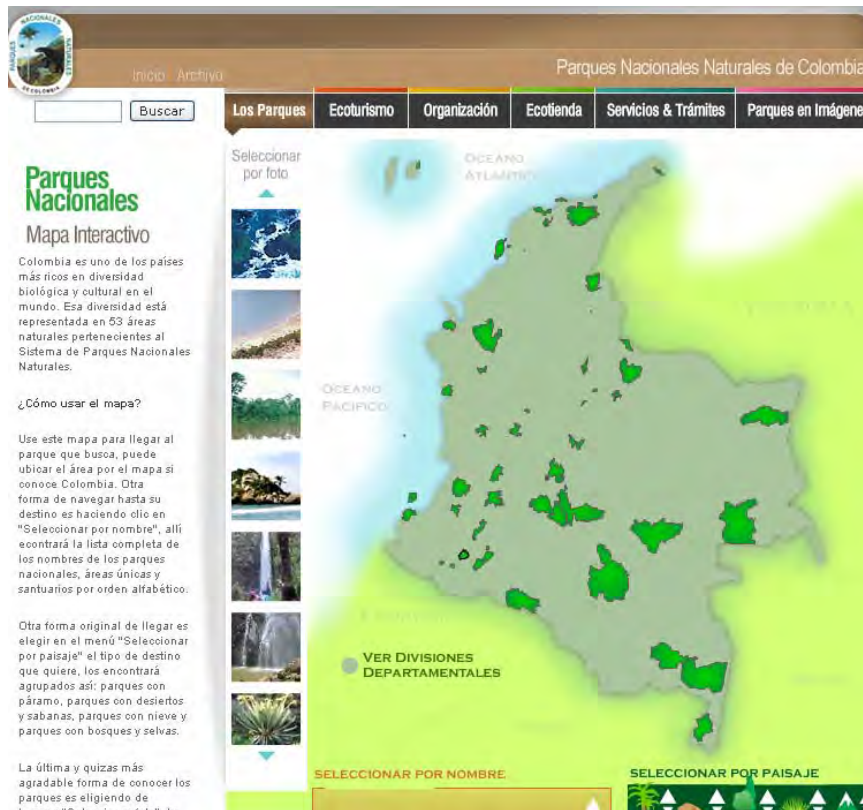 PARQUES NACIONALES NATURALES
DE COLOMBIA
Inicio Archivo
Parques Nacionales Naturales de Colombia
Buscar
Los Parques
Ecoturismo
Organización
Ecotienda
Servicios & Trámites
Parques en Imágene
Parques
Nacionales
Mapa Interactivo
Colombia es uno de los países
más ricos en diversidad
biológica y cultural en el
mundo. Esa diversidad está
representada en 53 áreas
naturales pertenecientes al
Sistema de Parques Nacionales
Naturales.
¿Cómo usar el mapa?
Use este mapa para llegar al
parque que busca, puede
ubicar el área por el mapa si
conoce Colombia. Otra
forma de navegar hasta su
destino es haciendo clic en
"Seleccionar por nombre", allí
econtrará la lista completa de
los nombres de los parques
nacionales, áreas únicas y
santuarios por orden alfabético.
Otra forma original de llegar es
elegir en el menú "Seleccionar
por paisaje" el tipo de destino
que quiere, los encontrará
agrupados así: parques con
páramo, parques con desiertos
y sabanas, parques con nieve y
parques con bosques y selvas.
La última y quizas más
agradable forma de conocer los
parques es eligiendo de
Seleccionar
por foto
OCEANO
ATLANTICO
OCEANO
PACIFICO
VER DIVISIONES
DEPARTAMENTALES
SELECCIONAR POR NOMBRE
SELECCIONAR POR PAISAJE